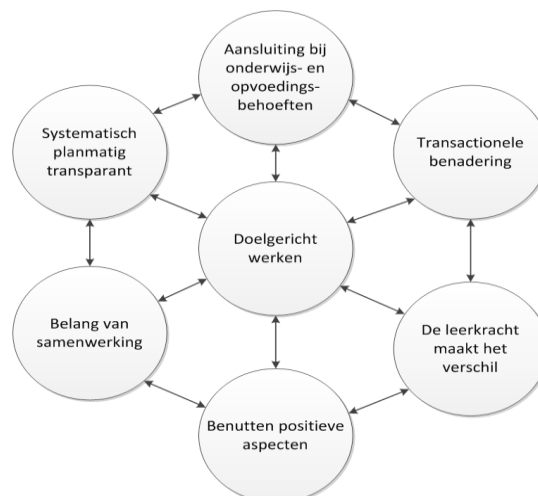 Aansluiting bij
onderwijs- en
opvoedings-
behoeften
Systematisch
planmatig
transparant
Transactionele
benadering
Doelgericht
werken
Belang van
samenwerking
De leerkracht
maakt het
verschil
Benutten positieve
aspecten